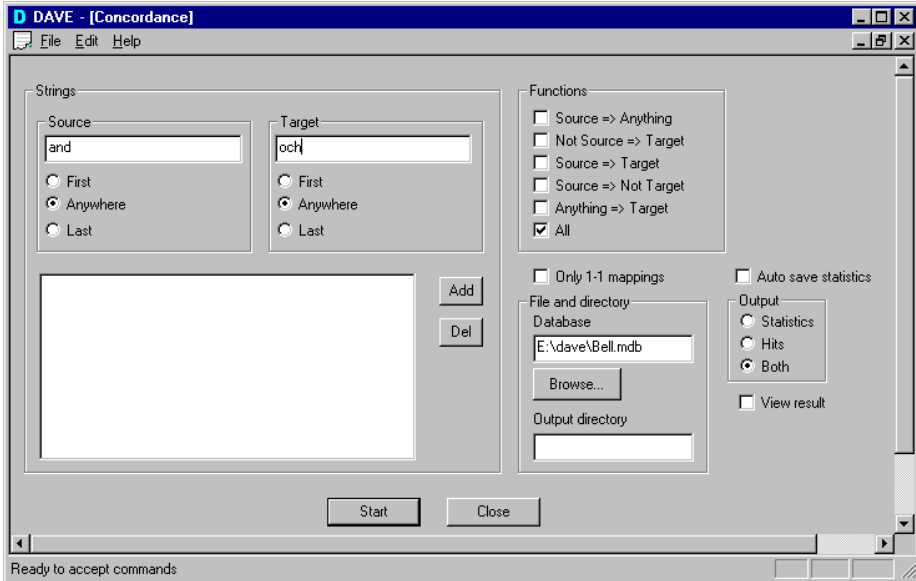 DAVE - [Concordance]
File Edit Help
Strings
Source
and
First
Anywhere
Last
Target
och
First
Anywhere
Last
Add
Del
Functions
Source => Anything
Not Source => Target
Source => Target
Source => Not Target
Anything => Target
All
Only 1-1 mappings
Auto save statistics
File and directory
Database
E:\dave\Bell.mdb
Browse...
Output directory
Output
Statistics
Hits
Both
View result
Start
Close
Ready to accept commands